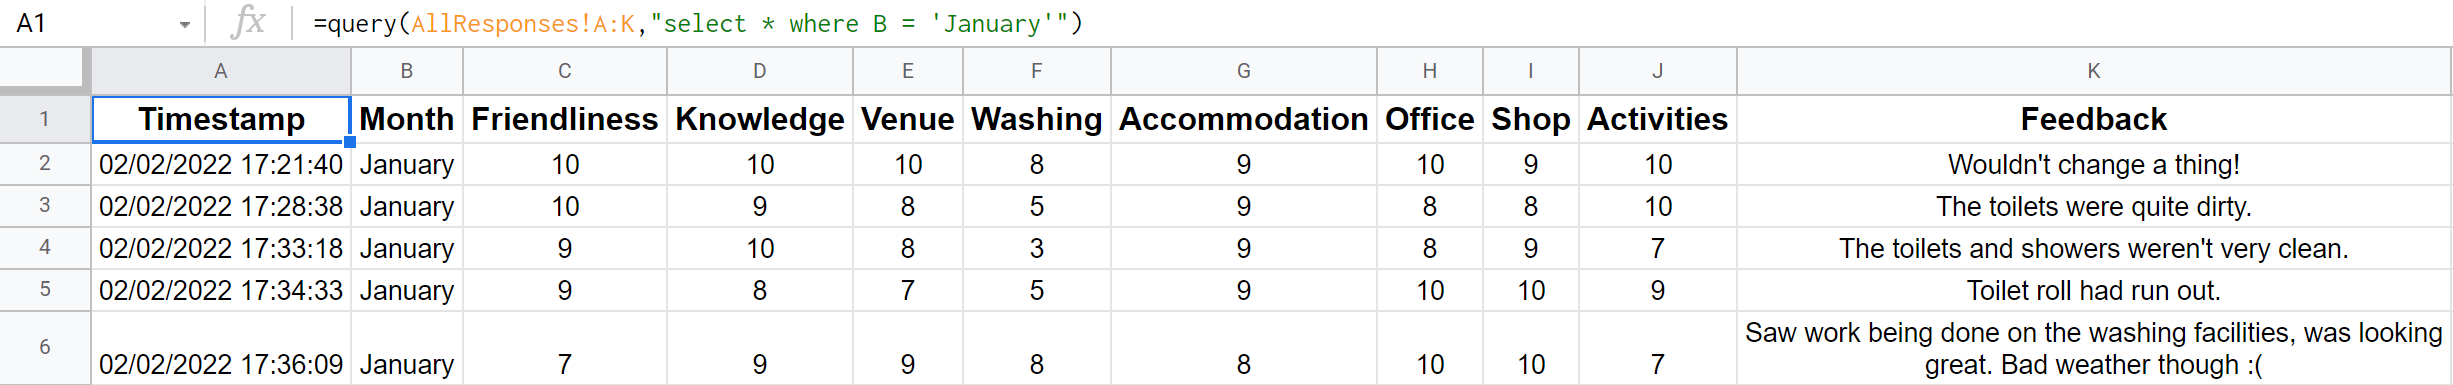 A1 fx =query(AllResponses!A:K,"select * where B = 'January'")
A B C D E F G H I J K
1 Timestamp Month Friendliness Knowledge Venue Washing Accommodation Office Shop Activities Feedback
2 02/02/2022 17:21:40 January 10 10 10 8 9 10 9 10 Wouldn't change a thing!
3 02/02/2022 17:28:38 January 10 9 8 5 9 8 8 10 The toilets were quite dirty.
4 02/02/2022 17:33:18 January 9 10 8 3 9 8 9 7 The toilets and showers weren't very clean.
5 02/02/2022 17:34:33 January 9 8 7 5 9 10 10 9 Toilet roll had run out.
6 02/02/2022 17:36:09 January 7 9 9 8 8 10 10 7 Saw work being done on the washing facilities, was looking
great. Bad weather though :(